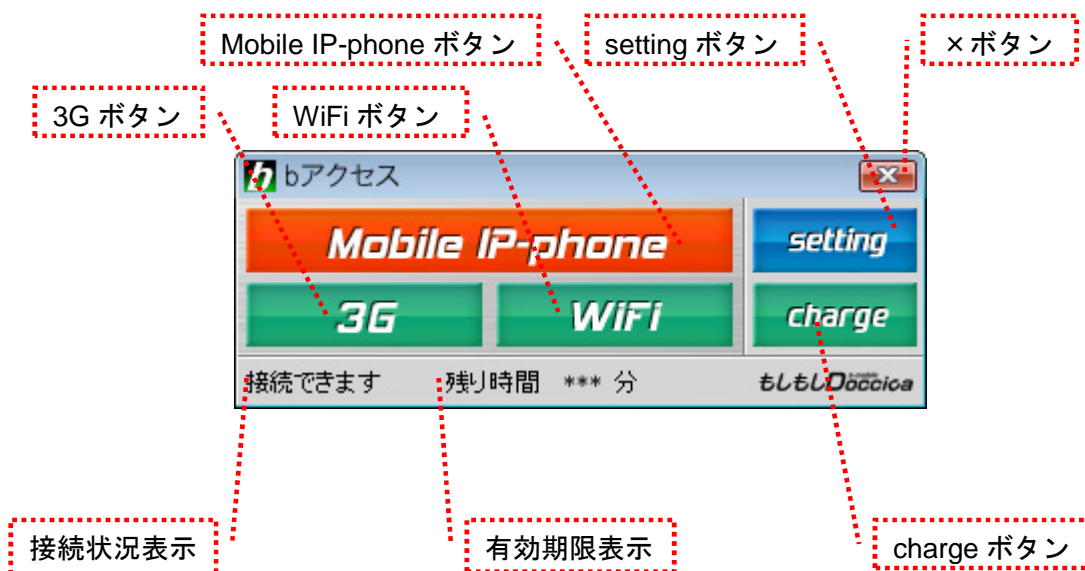 Mobile IP-phone ボタン
setting ボタン
×ボタン
3G ボタン
WiFi ボタン
b bアクセス
Mobile IP-phone
setting
3G
WiFi
charge
接続できます 残り時間 *** 分 もしもしDoccica
接続状況表示
有効期限表示
charge ボタン